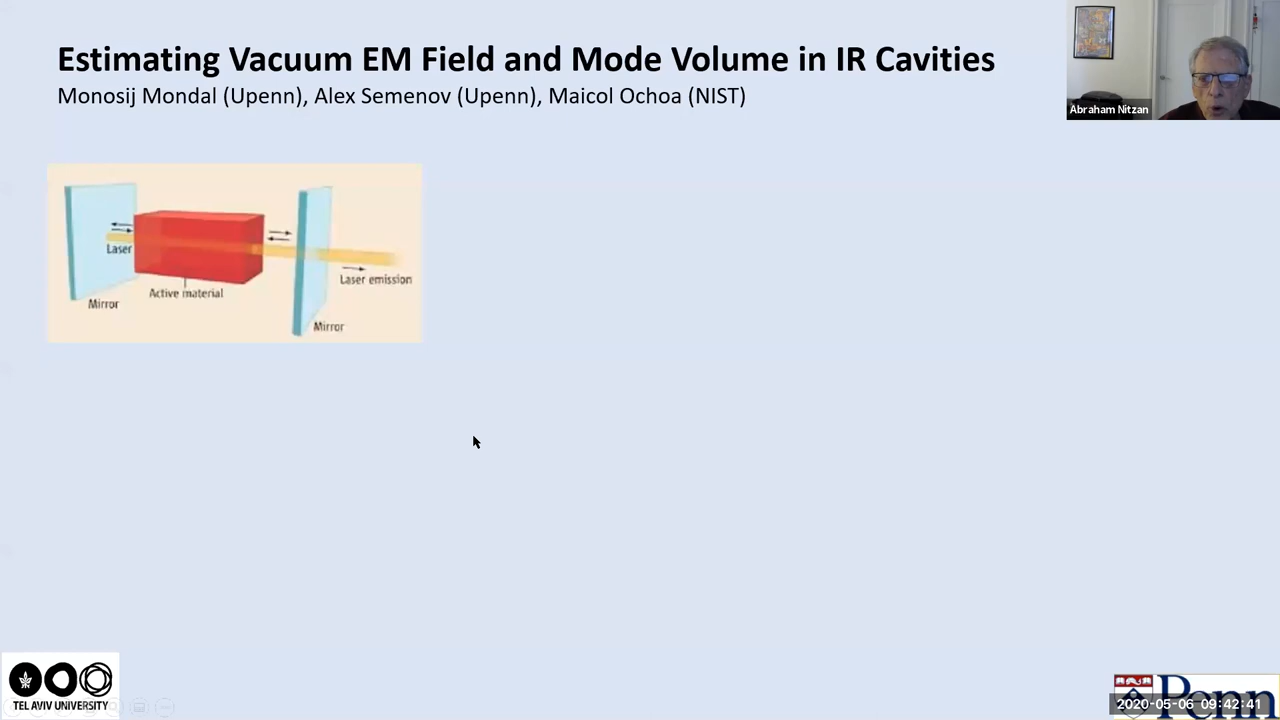 Estimating Vacuum EM Field and Mode Volume in IR Cavities
Monosij Mondal (Upenn), Alex Semenov (Upenn), Maicol Ochoa (NIST)
Abraham Nitzan
Laser
Mirror
Active material
Laser emission
Mirror
TEL AVIV UNIVERSITY
Penn
2020-05-06 09:42:41